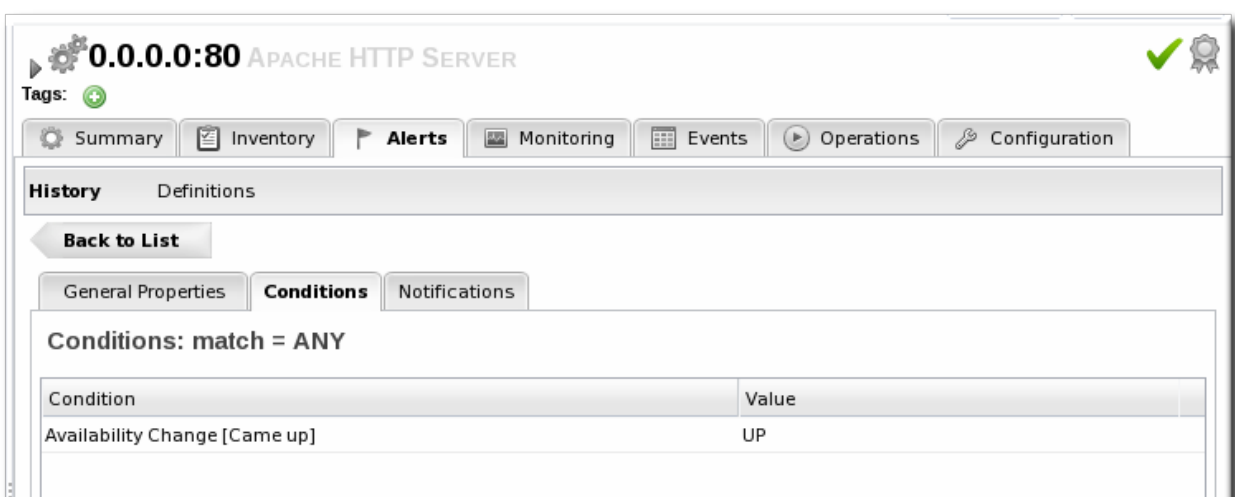 0.0.0.0:80 APACHE HTTP SERVER
Tags:
Summary Inventory Alerts Monitoring Events Operations Configuration
History Definitions
Back to List
General Properties Conditions Notifications
Conditions: match = ANY
Condition Value
Availability Change [Came up] UP